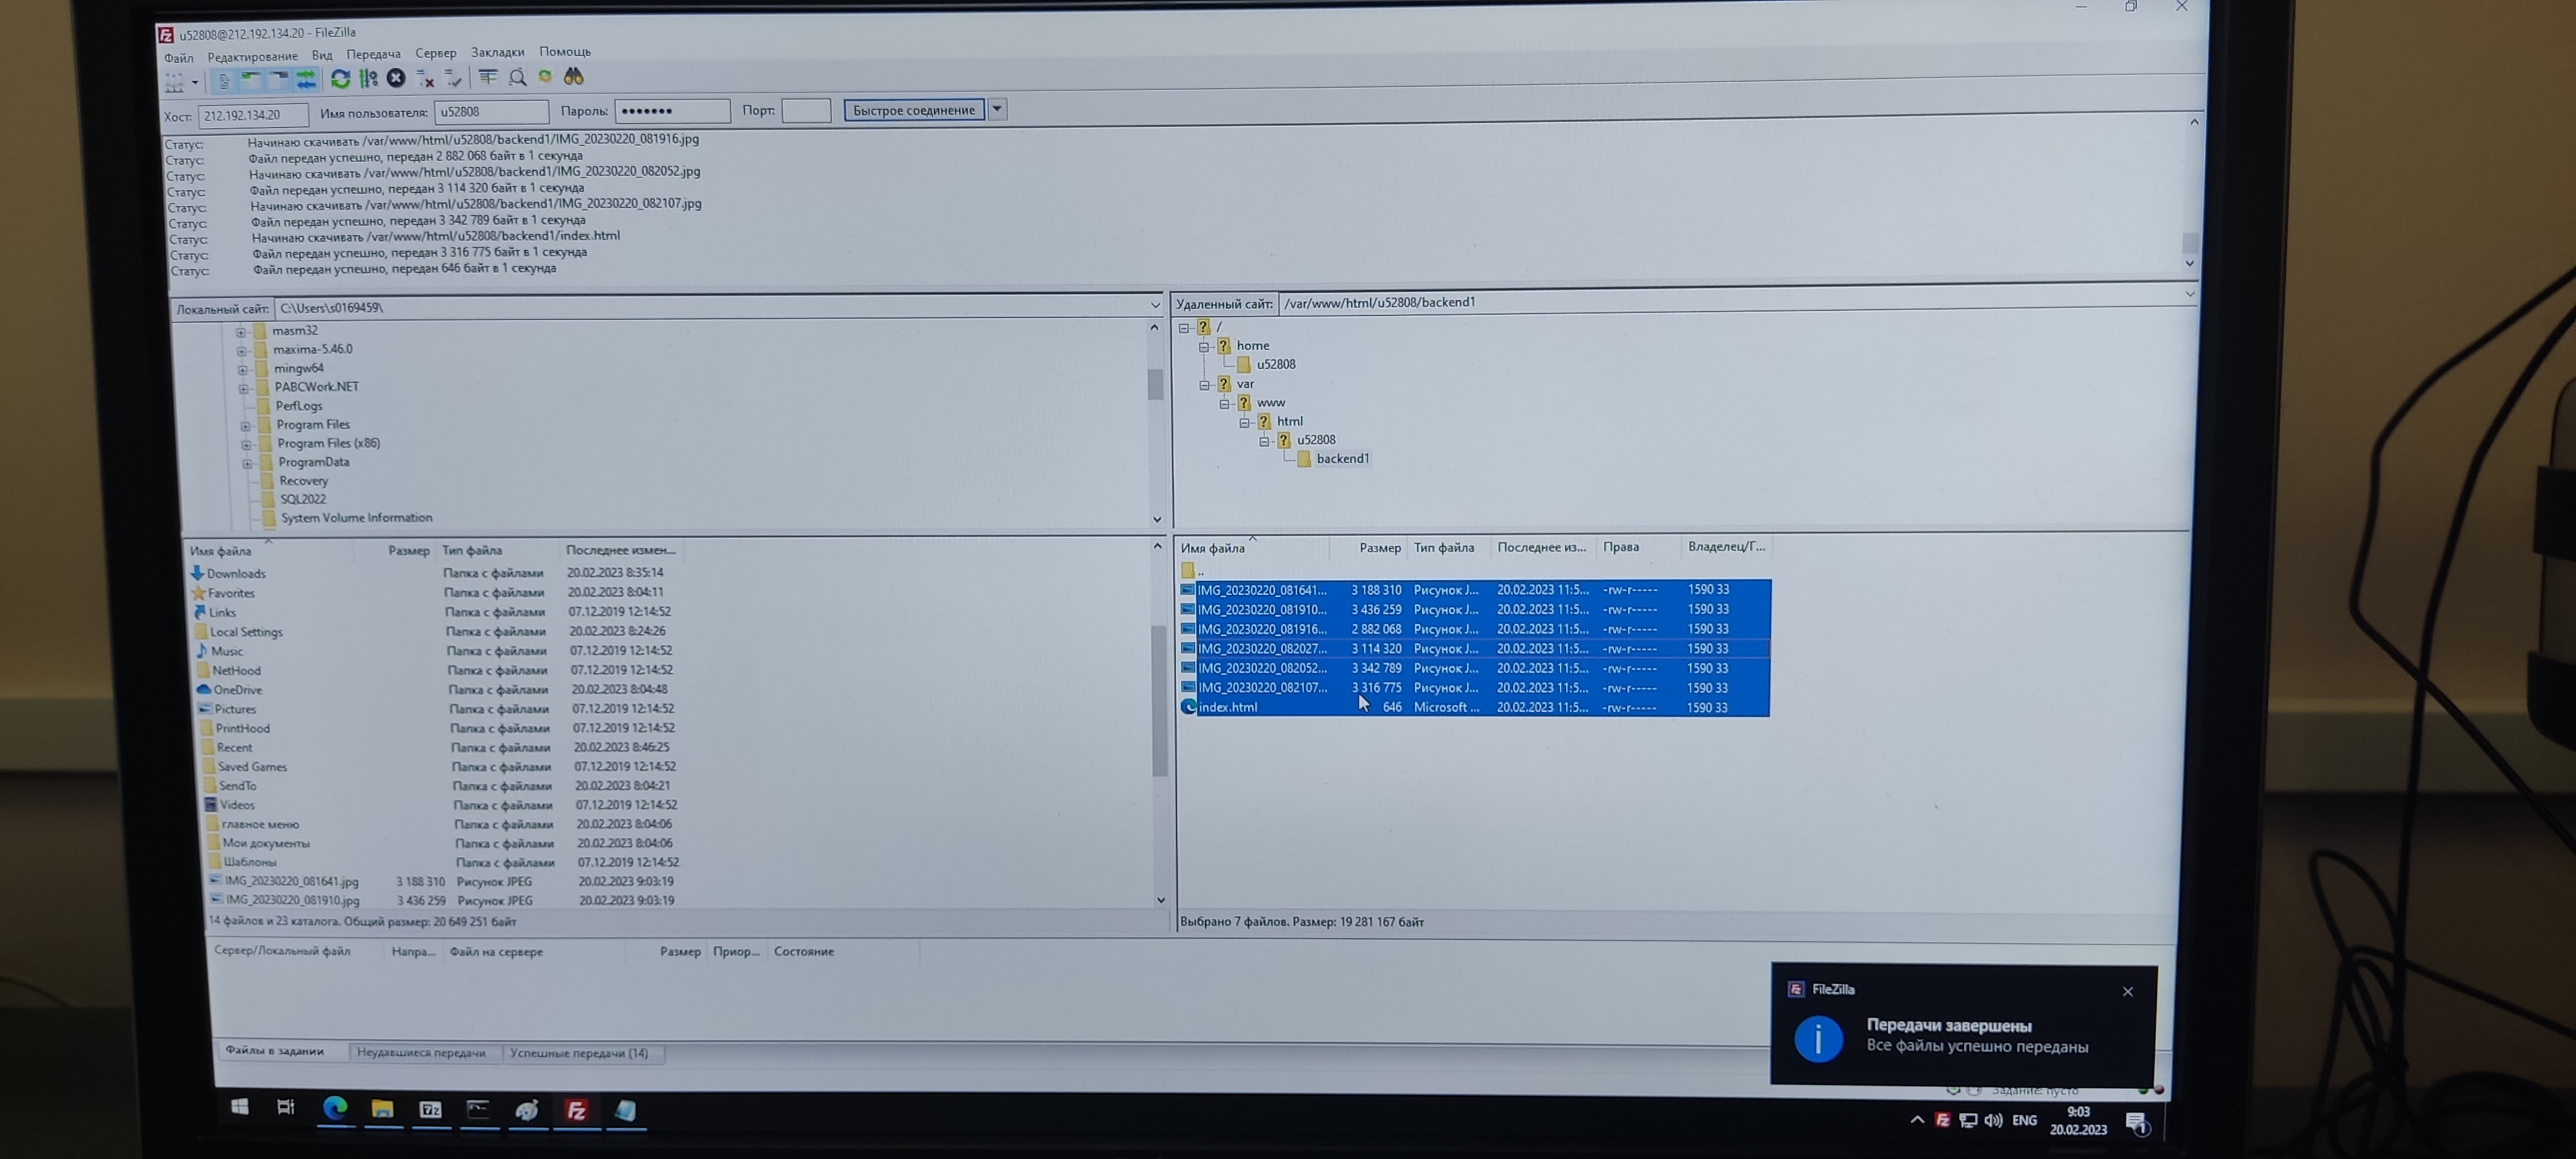 u52808@212.192.134.20 - FileZilla
Файл Редактирование Вид Передача Сервер Закладки Помощь
Хост: 212.192.134.20 Имя пользователя: u52808 Пароль: ••••••• Порт: Быстрое соединение
Статус: Начинаю скачивать /var/www/html/u52808/backend1/IMG_20230220_081916.jpg
Статус: Файл передан успешно, передан 2 882 068 байт в 1 секунда
Статус: Начинаю скачивать /var/www/html/u52808/backend1/IMG_20230220_082052.jpg
Статус: Файл передан успешно, передан 3 114 320 байт в 1 секунда
Статус: Начинаю скачивать /var/www/html/u52808/backend1/IMG_20230220_082107.jpg
Статус: Файл передан успешно, передан 3 342 789 байт в 1 секунда
Статус: Начинаю скачивать /var/www/html/u52808/backend1/index.html
Статус: Файл передан успешно, передан 3 316 775 байт в 1 секунда
Статус: Файл передан успешно, передан 646 байт в 1 секунда
Локальный сайт: C:\Users\s0169459\
masm32
maxima-5.46.0
mingw64
PABCWork.NET
PerfLogs
Program Files
Program Files (x86)
ProgramData
Recovery
SQL2022
System Volume Information
Удаленный сайт: /var/www/html/u52808/backend1
/
home
u52808
var
www
html
u52808
backend1
Имя файла Размер Тип файла Последнее измен...
Downloads Папка с файлами 20.02.2023 8:35:14
Favorites Папка с файлами 20.02.2023 8:04:11
Links Папка с файлами 07.12.2019 12:14:52
Local Settings Папка с файлами 20.02.2023 8:24:26
Music Папка с файлами 07.12.2019 12:14:52
NetHood Папка с файлами 07.12.2019 12:14:52
OneDrive Папка с файлами 20.02.2023 8:04:48
Pictures Папка с файлами 07.12.2019 12:14:52
PrintHood Папка с файлами 07.12.2019 12:14:52
Recent Папка с файлами 20.02.2023 8:46:25
Saved Games Папка с файлами 07.12.2019 12:14:52
SendTo Папка с файлами 20.02.2023 8:04:21
Videos Папка с файлами 07.12.2019 12:14:52
главное меню Папка с файлами 20.02.2023 8:04:06
Мои документы Папка с файлами 20.02.2023 8:04:06
Шаблоны Папка с файлами 07.12.2019 12:14:52
IMG_20230220_081641.jpg 3 188 310 Рисунок JPEG 20.02.2023 9:03:19
IMG_20230220_081910.jpg 3 436 259 Рисунок JPEG 20.02.2023 9:03:19
14 файлов и 23 каталога. Общий размер: 20 649 251 байт
Имя файла Размер Тип файла Последнее из... Права Владелец/Г...
..
IMG_20230220_081641... 3 188 310 Рисунок J... 20.02.2023 11:5... -rw-r----- 1590 33
IMG_20230220_081910... 3 436 259 Рисунок J... 20.02.2023 11:5... -rw-r----- 1590 33
IMG_20230220_081916... 2 882 068 Рисунок J... 20.02.2023 11:5... -rw-r----- 1590 33
IMG_20230220_082027... 3 114 320 Рисунок J... 20.02.2023 11:5... -rw-r----- 1590 33
IMG_20230220_082052... 3 342 789 Рисунок J... 20.02.2023 11:5... -rw-r----- 1590 33
IMG_20230220_082107... 3 316 775 Рисунок J... 20.02.2023 11:5... -rw-r----- 1590 33
index.html 646 Microsoft ... 20.02.2023 11:5... -rw-r----- 1590 33
Выбрано 7 файлов. Размер: 19 281 167 байт
Сервер/Локальный файл Напра... Файл на сервере Размер Приор... Состояние
FileZilla
Передачи завершены
Все файлы успешно переданы
Файлы в задании Неудавшиеся передачи Успешные передачи (14)
Задание: пусто
ENG 9:03
20.02.2023